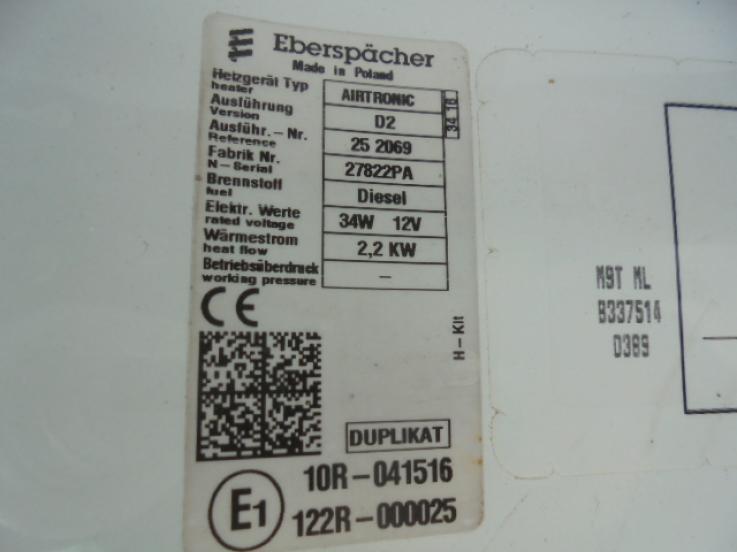 Eberspächer
Made in Poland
Heizgerät Typ
heater
AIRTRONIC
Ausführung
Version
D2
Ausführ.-Nr.
Reference
25 2069
Fabrik Nr.
N-Serial
27822PA
Brennstoff
fuel
Diesel
Elektr. Werte
rated voltage
34W 12V
Wärmestrom
heat flow
2,2 KW
Betriebsüberdruck
working pressure
–
34 16
CE
H-Kit
DUPLIKAT
E1
10R-041516
122R-000025
M9T ML
B337514
D389